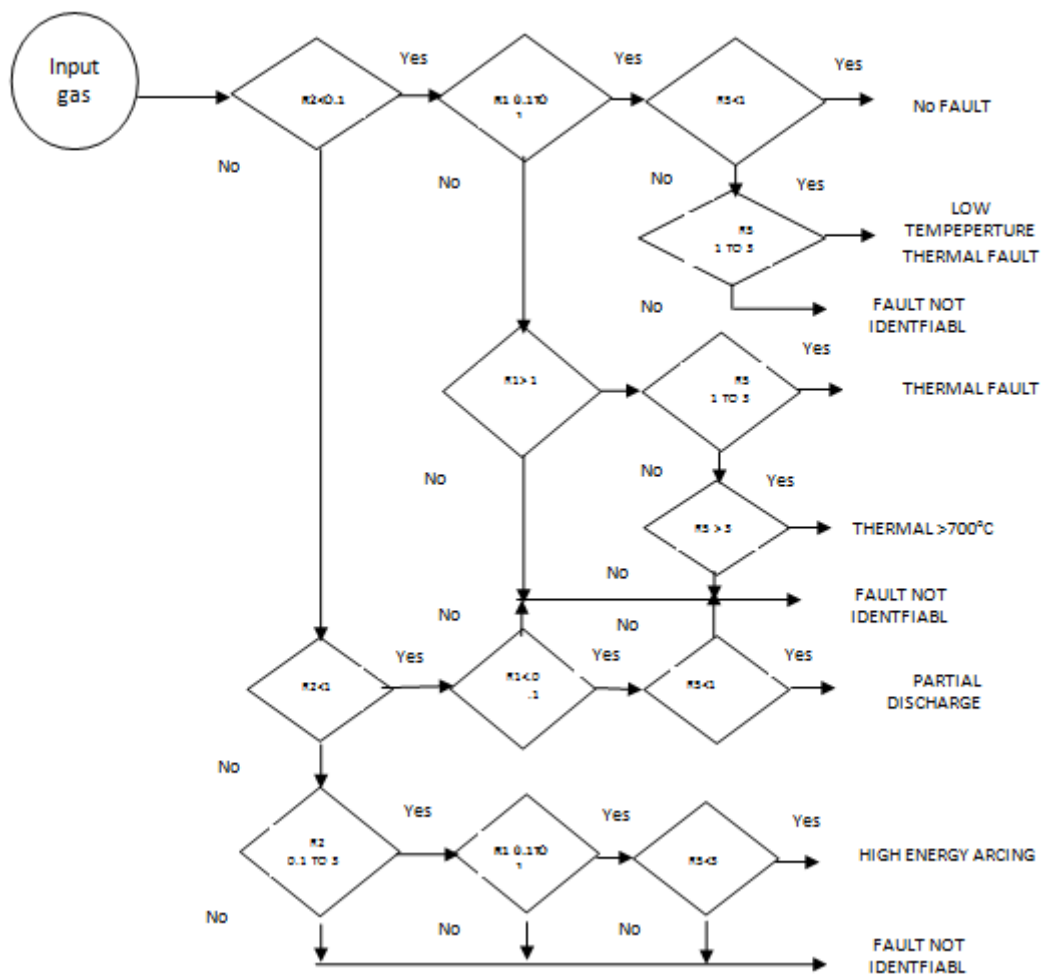 Input
gas
Yes
Yes
Yes
R2<0.1
R1 0.1TO
1
R5<1
No FAULT
No
No
No
Yes
R5
1 TO 3
LOW
TEMPEPERTURE
THERMAL FAULT
No
FAULT NOT
IDENTFIABL
Yes
R1> 1
R5
1 TO 3
THERMAL FAULT
No
No
Yes
R5 > 3
THERMAL >700°C
No
FAULT NOT
IDENTFIABL
No
No
Yes
Yes
Yes
R2<1
R1<.0
.1
R5<1
PARTIAL
DISCHARGE
No
Yes
Yes
Yes
R2
0.1 TO 3
R1 0.1TO
1
R5<3
HIGH ENERGY ARCING
No
No
No
FAULT NOT
IDENTFIABL